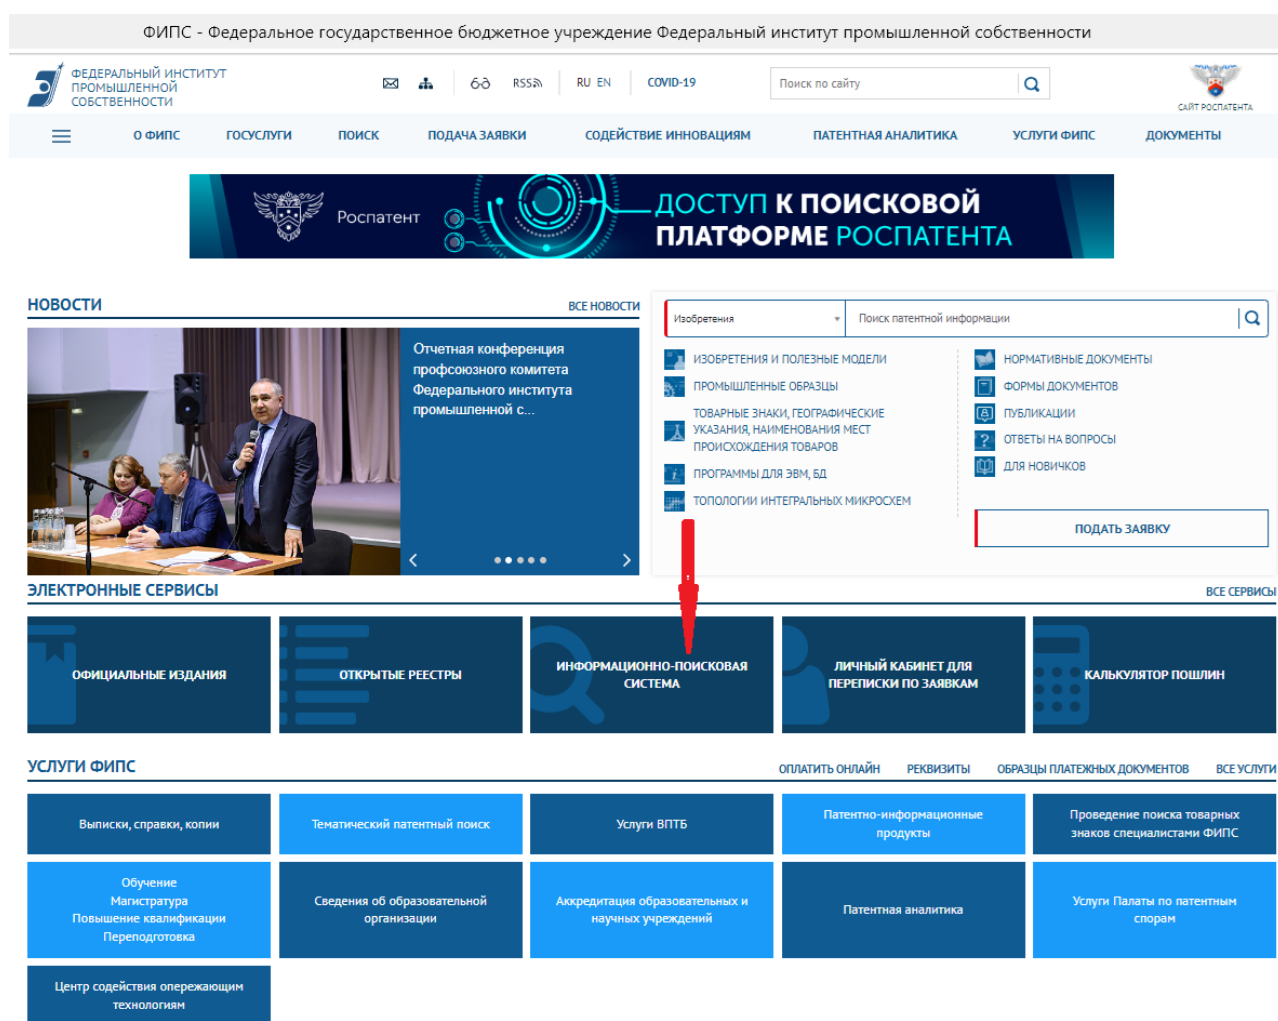 ФИПС - Федеральное государственное бюджетное учреждение Федеральный институт промышленной собственности
ФЕДЕРАЛЬНЫЙ ИНСТИТУТ
ПРОМЫШЛЕННОЙ
СОБСТВЕННОСТИ
RSS
RU EN
COVID-19
Поиск по сайту
САЙТ РОСПАТЕНТА
О ФИПС
ГОСУСЛУГИ
ПОИСК
ПОДАЧА ЗАЯВКИ
СОДЕЙСТВИЕ ИННОВАЦИЯМ
ПАТЕНТНАЯ АНАЛИТИКА
УСЛУГИ ФИПС
ДОКУМЕНТЫ
Роспатент
ДОСТУП К ПОИСКОВОЙ
ПЛАТФОРМЕ РОСПАТЕНТА
НОВОСТИ
ВСЕ НОВОСТИ
Отчетная конференция
профсоюзного комитета
Федерального института
промышленной с...
Изобретения
Поиск патентной информации
ИЗОБРЕТЕНИЯ И ПОЛЕЗНЫЕ МОДЕЛИ
ПРОМЫШЛЕННЫЕ ОБРАЗЦЫ
ТОВАРНЫЕ ЗНАКИ, ГЕОГРАФИЧЕСКИЕ
УКАЗАНИЯ, НАИМЕНОВАНИЯ МЕСТ
ПРОИСХОЖДЕНИЯ ТОВАРОВ
ПРОГРАММЫ ДЛЯ ЭВМ, БД
ТОПОЛОГИИ ИНТЕГРАЛЬНЫХ МИКРОСХЕМ
НОРМАТИВНЫЕ ДОКУМЕНТЫ
ФОРМЫ ДОКУМЕНТОВ
ПУБЛИКАЦИИ
ОТВЕТЫ НА ВОПРОСЫ
ДЛЯ НОВИЧКОВ
ПОДАТЬ ЗАЯВКУ
ЭЛЕКТРОННЫЕ СЕРВИСЫ
ВСЕ СЕРВИСЫ
ОФИЦИАЛЬНЫЕ ИЗДАНИЯ
ОТКРЫТЫЕ РЕЕСТРЫ
ИНФОРМАЦИОННО-ПОИСКОВАЯ
СИСТЕМА
ЛИЧНЫЙ КАБИНЕТ ДЛЯ
ПЕРЕПИСКИ ПО ЗАЯВКАМ
КАЛЬКУЛЯТОР ПОШЛИН
УСЛУГИ ФИПС
ОПЛАТИТЬ ОНЛАЙН
РЕКВИЗИТЫ
ОБРАЗЦЫ ПЛАТЕЖНЫХ ДОКУМЕНТОВ
ВСЕ УСЛУГИ
Выписки, справки, копии
Тематический патентный поиск
Услуги ВПТБ
Патентно-информационные
продукты
Проведение поиска товарных
знаков специалистами ФИПС
Обучение
Магистратура
Повышение квалификации
Переподготовка
Сведения об образовательной
организации
Аккредитация образовательных и
научных учреждений
Патентная аналитика
Услуги Палаты по патентным
спорам
Центр содействия опережающим
технологиям